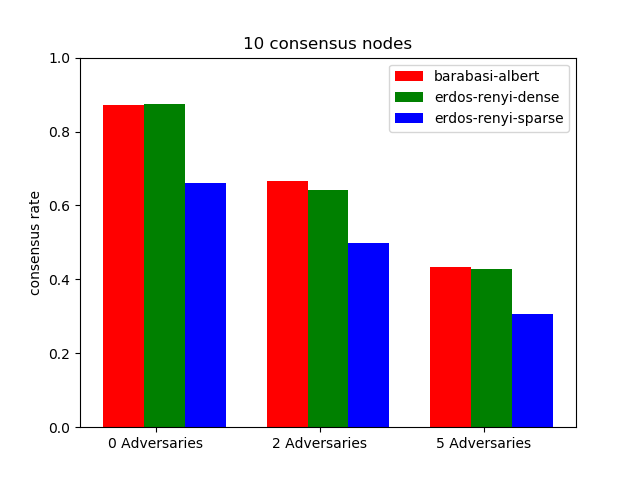 10 consensus nodes
barabasi-albert
erdos-renyi-dense
erdos-renyi-sparse
consensus rate
1.0
0.8
0.6
0.4
0.2
0.0
0 Adversaries
2 Adversaries
5 Adversaries